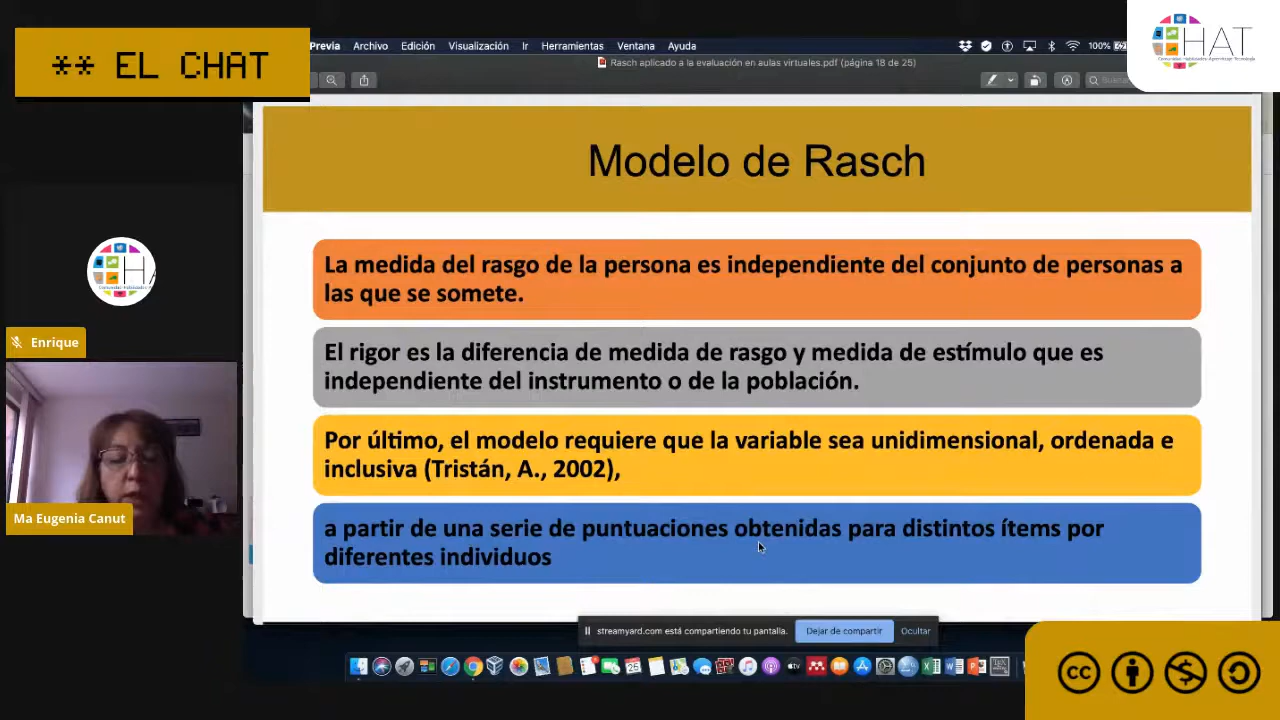 ** EL CHAT
Previa Archivo Edición Visualización Ir Herramientas Ventana Ayuda
100%
Rasch aplicado a la evaluación en aulas virtuales.pdf (página 18 de 25)
HAT
Modelo de Rasch
La medida del rasgo de la persona es independiente del conjunto de personas a
las que se somete.
El rigor es la diferencia de medida de rasgo y medida de estímulo que es
independiente del instrumento o de la población.
Por último, el modelo requiere que la variable sea unidimensional, ordenada e
inclusiva (Tristán, A., 2002),
a partir de una serie de puntuaciones obtenidas para distintos ítems por
diferentes individuos
Enrique
Ma Eugenia Canut
streamyard.com está compartiendo tu pantalla. Dejar de compartir Ocultar
cc